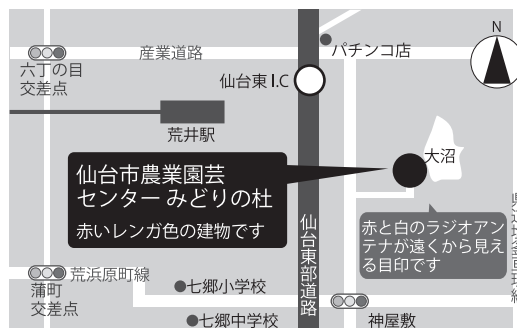 産業道路
パチンコ店
N
六丁の目
交差点
仙台東 I.C
荒井駅
大沼
仙台市農業園芸
センター みどりの杜
赤いレンガ色の建物です
仙台東部道路
赤と白のラジオアン
テナが遠くから見え
る目印です
荒浜原町線
蒲町
交差点
七郷小学校
七郷中学校
神屋敷